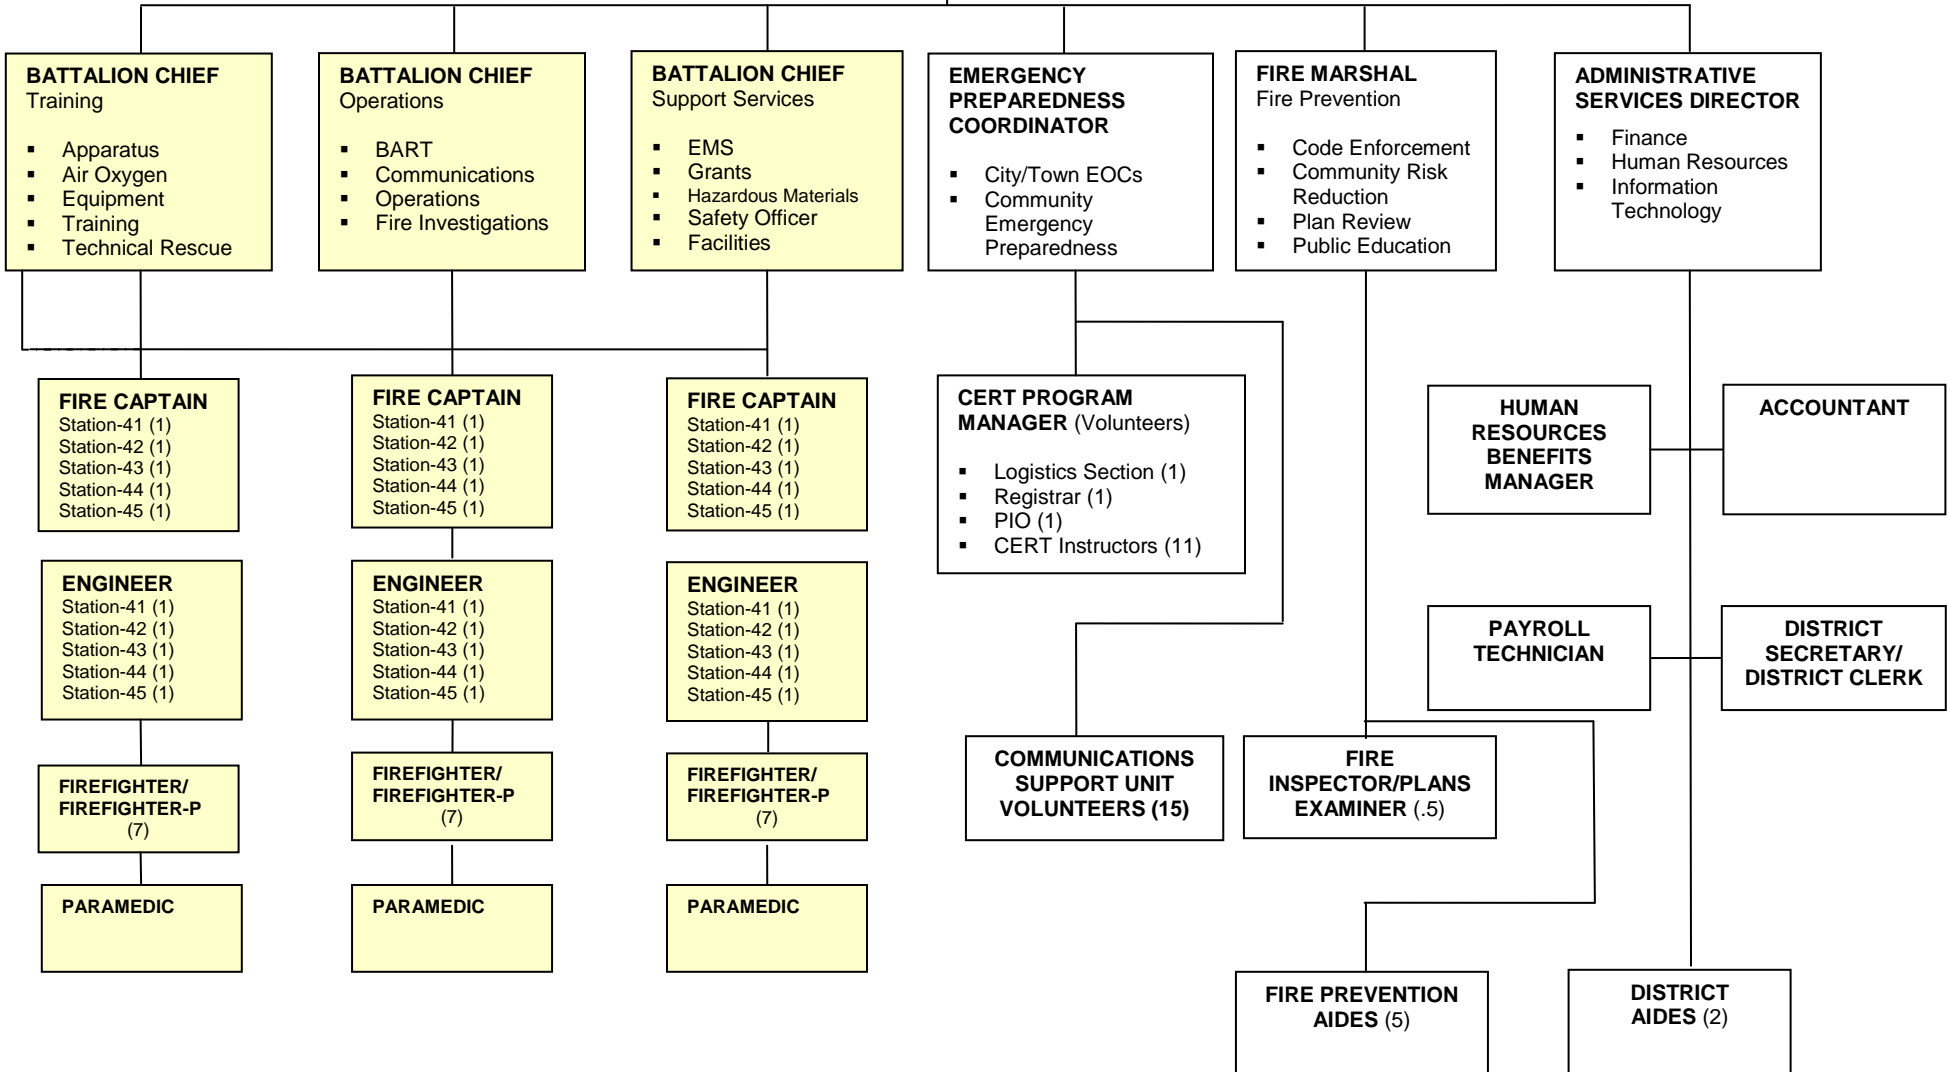 BATTALION CHIEF
Training
▪ Apparatus
▪ Air Oxygen
▪ Equipment
▪ Training
▪ Technical Rescue
BATTALION CHIEF
Operations
▪ BART
▪ Communications
▪ Operations
▪ Fire Investigations
BATTALION CHIEF
Support Services
▪ EMS
▪ Grants
▪ Hazardous Materials
▪ Safety Officer
▪ Facilities
EMERGENCY
PREPAREDNESS
COORDINATOR
▪ City/Town EOCs
▪ Community
Emergency
Preparedness
FIRE MARSHAL
Fire Prevention
▪ Code Enforcement
▪ Community Risk
Reduction
▪ Plan Review
▪ Public Education
ADMINISTRATIVE
SERVICES DIRECTOR
▪ Finance
▪ Human Resources
▪ Information
Technology
FIRE CAPTAIN
Station-41 (1)
Station-42 (1)
Station-43 (1)
Station-44 (1)
Station-45 (1)
FIRE CAPTAIN
Station-41 (1)
Station-42 (1)
Station-43 (1)
Station-44 (1)
Station-45 (1)
FIRE CAPTAIN
Station-41 (1)
Station-42 (1)
Station-43 (1)
Station-44 (1)
Station-45 (1)
CERT PROGRAM
MANAGER (Volunteers)
▪ Logistics Section (1)
▪ Registrar (1)
▪ PIO (1)
▪ CERT Instructors (11)
HUMAN
RESOURCES
BENEFITS
MANAGER
ACCOUNTANT
ENGINEER
Station-41 (1)
Station-42 (1)
Station-43 (1)
Station-44 (1)
Station-45 (1)
ENGINEER
Station-41 (1)
Station-42 (1)
Station-43 (1)
Station-44 (1)
Station-45 (1)
ENGINEER
Station-41 (1)
Station-42 (1)
Station-43 (1)
Station-44 (1)
Station-45 (1)
PAYROLL
TECHNICIAN
DISTRICT
SECRETARY/
DISTRICT CLERK
FIREFIGHTER/
FIREFIGHTER-P
(7)
FIREFIGHTER/
FIREFIGHTER-P
(7)
FIREFIGHTER/
FIREFIGHTER-P
(7)
COMMUNICATIONS
SUPPORT UNIT
VOLUNTEERS (15)
FIRE
INSPECTOR/PLANS
EXAMINER (.5)
PARAMEDIC
PARAMEDIC
PARAMEDIC
FIRE PREVENTION
AIDES (5)
DISTRICT
AIDES (2)